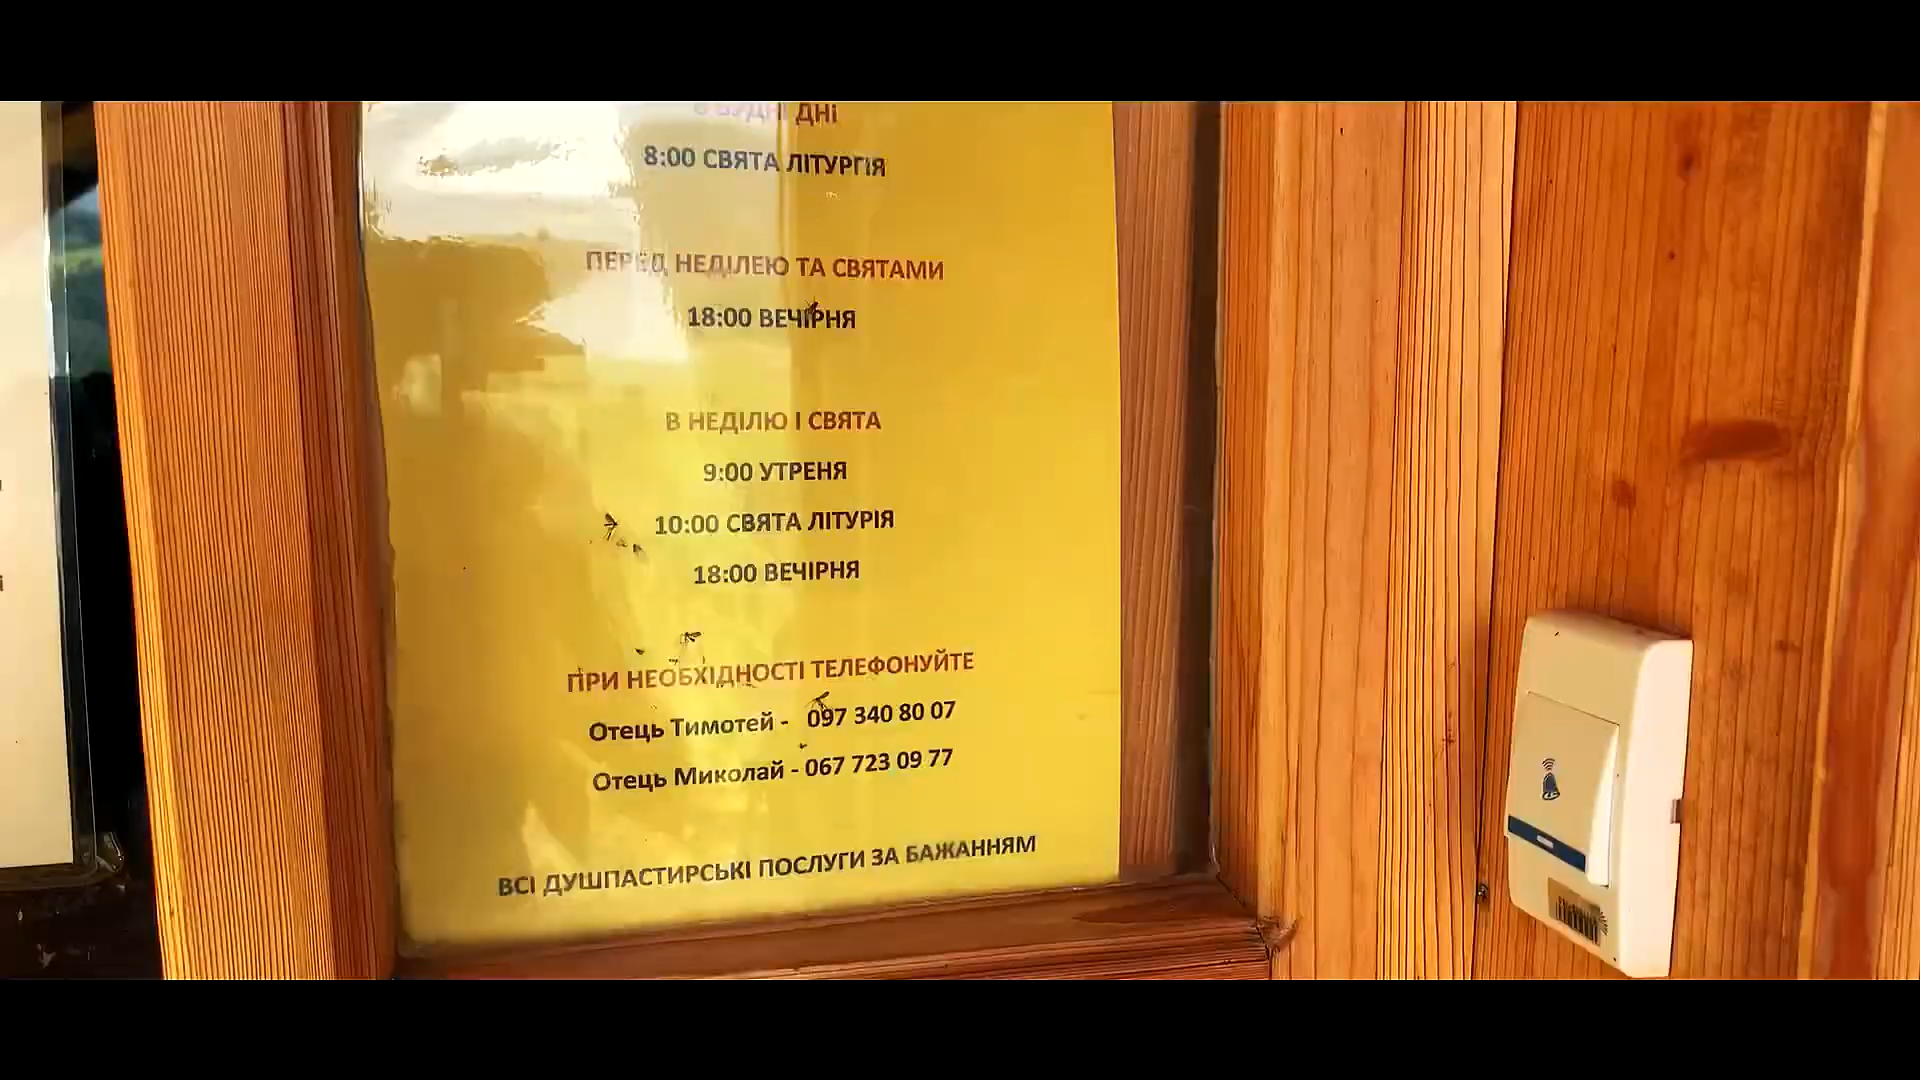 В БУДНІ ДНІ
8:00 СВЯТА ЛІТУРГІЯ
ПЕРЕД НЕДІЛЕЮ ТА СВЯТАМИ
18:00 ВЕЧІРНЯ
В НЕДІЛЮ І СВЯТА
9:00 УТРЕНЯ
10:00 СВЯТА ЛІТУРІЯ
18:00 ВЕЧІРНЯ
ПРИ НЕОБХІДНОСТІ ТЕЛЕФОНУЙТЕ
Отець Тимотей - 097 340 80 07
Отець Миколай - 067 723 09 77
ВСІ ДУШПАСТИРСЬКІ ПОСЛУГИ ЗА БАЖАННЯМ